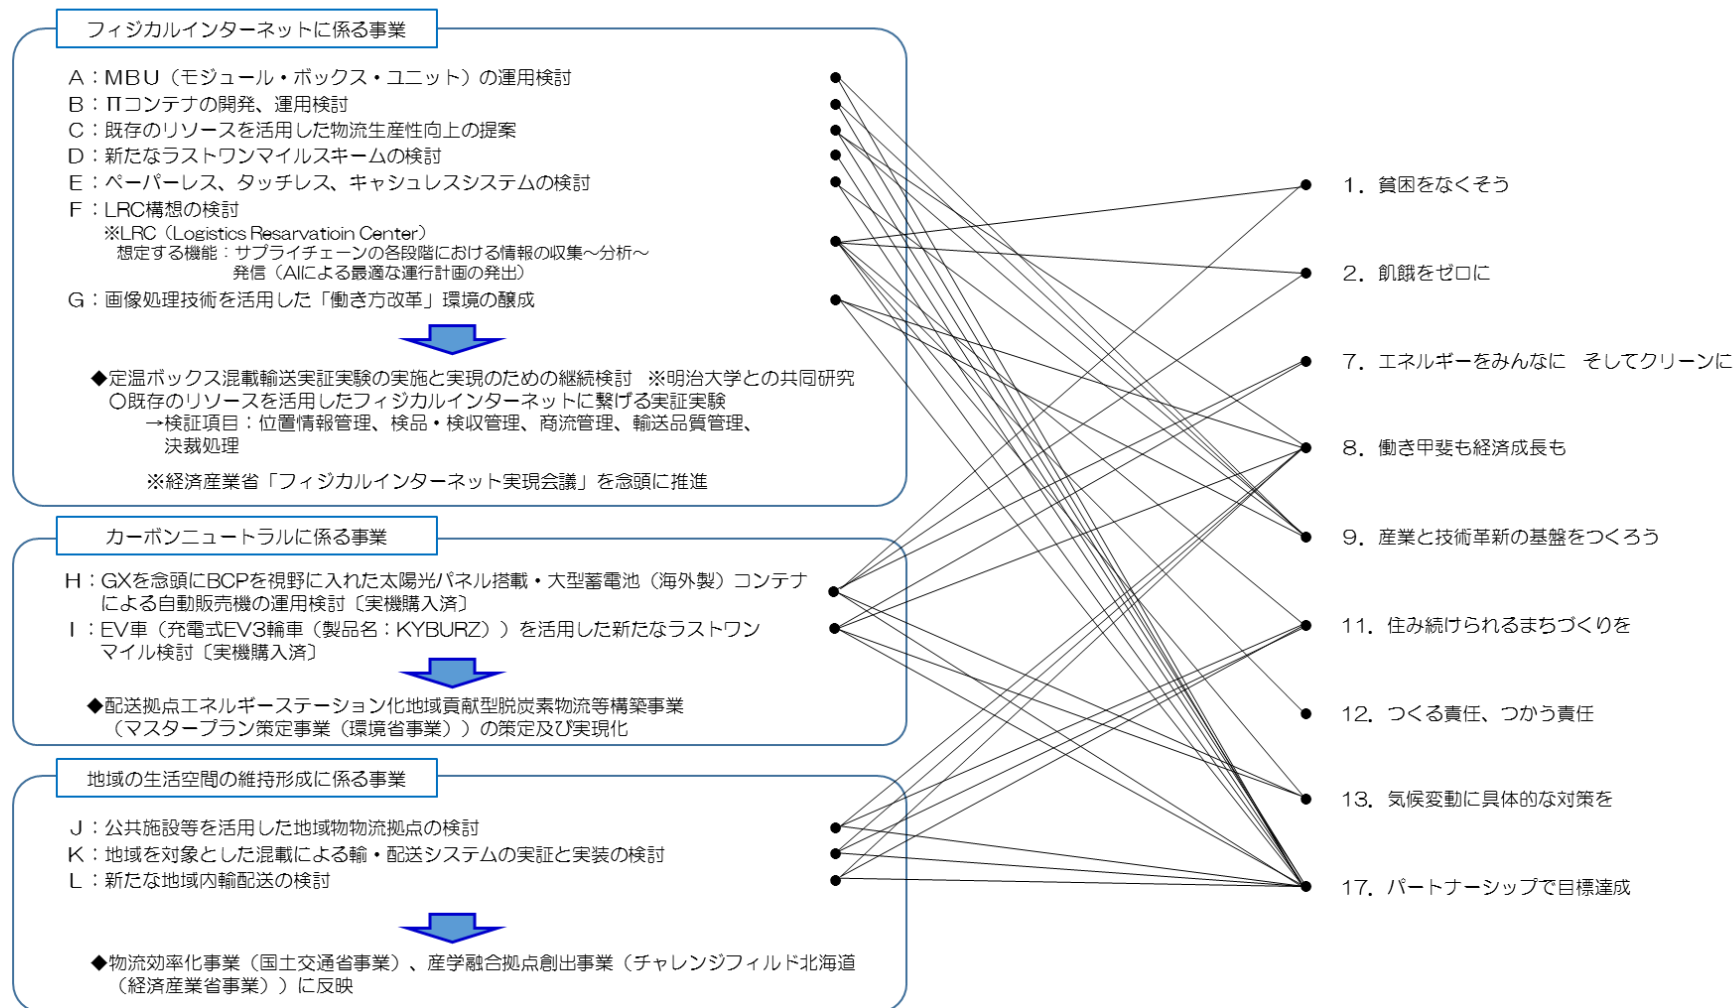 フィジカルインターネットに係る事業
A：MBU（モジュール・ボックス・ユニット）の運用検討
B：Πコンテナの開発、運用検討
C：既存のリソースを活用した物流生産性向上の提案
D：新たなラストワンマイルスキームの検討
E：ペーパーレス、タッチレス、キャシュレスシステムの検討
F：LRC構想の検討
※LRC（Logistics Resarvatioin Center）
想定する機能：サプライチェーンの各段階における情報の収集～分析～
発信（AIによる最適な運行計画の発出）
G：画像処理技術を活用した「働き方改革」環境の醸成
◆定温ボックス混載輸送実証実験の実施と実現のための継続検討　※明治大学との共同研究
〇既存のリソースを活用したフィジカルインターネットに繋げる実証実験
→検証項目：位置情報管理、検品・検収管理、商流管理、輸送品質管理、
決裁処理
※経済産業省「フィジカルインターネット実現会議」を念頭に推進
カーボンニュートラルに係る事業
H：GXを念頭にBCPを視野に入れた太陽光パネル搭載・大型蓄電池（海外製）コンテナ
による自動販売機の運用検討〔実機購入済〕
I：EV車（充電式EV3輪車（製品名：KYBURZ））を活用した新たなラストワン
マイル検討〔実機購入済〕
◆配送拠点エネルギーステーション化地域貢献型脱炭素物流等構築事業
（マスタープラン策定事業（環境省事業））の策定及び実現化
地域の生活空間の維持形成に係る事業
J：公共施設等を活用した地域物物流拠点の検討
K：地域を対象とした混載による輸・配送システムの実証と実装の検討
L：新たな地域内輸配送の検討
◆物流効率化事業（国土交通省事業）、産学融合拠点創出事業（チャレンジフィルド北海道
（経済産業省事業））に反映
1．貧困をなくそう
2．飢餓をゼロに
7．エネルギーをみんなに　そしてクリーンに
8．働き甲斐も経済成長も
9．産業と技術革新の基盤をつくろう
11．住み続けられるまちづくりを
12．つくる責任、つかう責任
13．気候変動に具体的な対策を
17．パートナーシップで目標達成